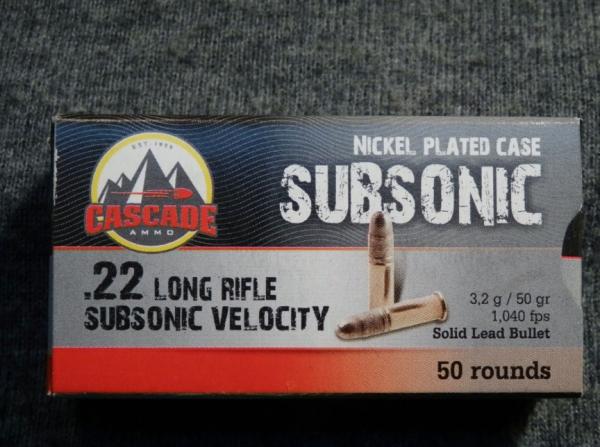 EST. 1999
CASCADE
AMMO
NICKEL PLATED CASE
SUBSONIC
.22 LONG RIFLE
SUBSONIC VELOCITY
3,2 g / 50 gr
1,040 fps
Solid Lead Bullet
50 rounds